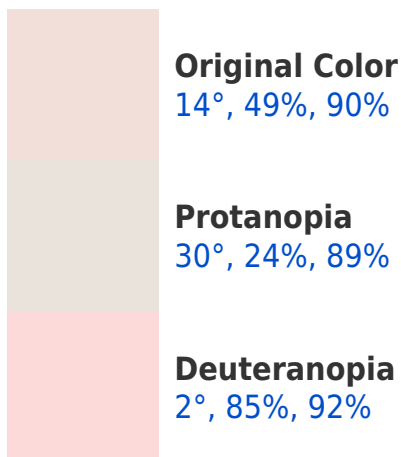 Original Color
14°, 49%, 90%
Protanopia
30°, 24%, 89%
Deuteranopia
2°, 85%, 92%